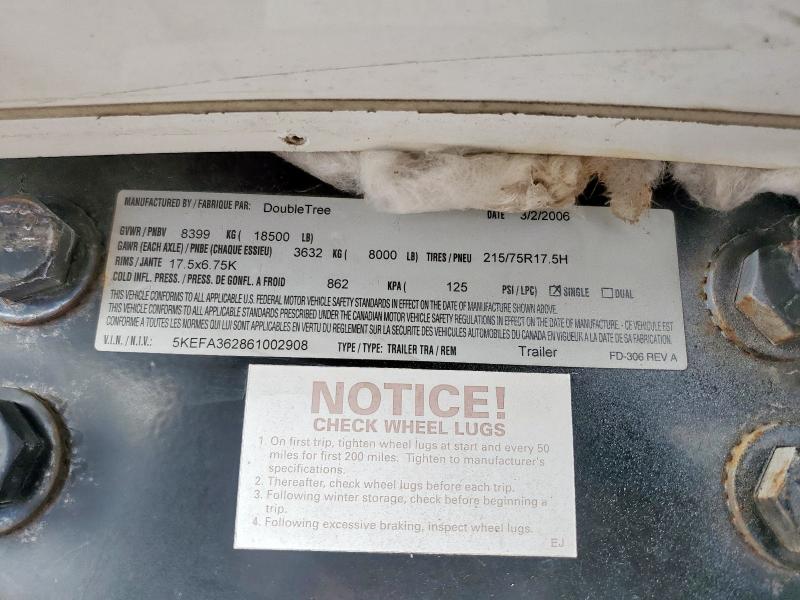 MANUFACTURED BY / FABRIQUE PAR: DoubleTree DATE 3/2/2006
GVWR / PNBV 8399 KG ( 18500 LB)
GAWR (EACH AXLE) / PNBE (CHAQUE ESSIEU) 3632 KG ( 8000 LB) TIRES / PNEU 215/75R17.5H
RIMS / JANTE 17.5x6.75K
COLD INFL. PRESS. / PRESS. DE GONFL. A FROID 862 KPA ( 125 PSI / LPC) SINGLE DUAL
THIS VEHICLE CONFORMS TO ALL APPLICABLE U.S. FEDERAL MOTOR VEHICLE SAFETY STANDARDS IN EFFECT ON THE DATE OF MANUFACTURE SHOWN ABOVE.
THIS VEHICLE CONFORMS TO ALL APPLICABLE STANDARDS PRESCRIBED UNDER THE CANADIAN MOTOR VEHICLE SAFETY REGULATIONS IN EFFECT ON THE DATE OF MANUFACTURE. - CE VEHICULE EST
CONFORME A TOUTES LES NORMES QUI LUI SONT APPLICABLES EN VERTU DU REGLEMENT SUR LA SECURITE DES VEHICULES AUTOMOBILES DU CANADA EN VIGUEUR A LA DATE DE SA FABRICATION.
V.I.N. / N.I.V.: 5KEFA362861002908 TYPE / TYPE: TRAILER TRA / REM Trailer FD-306 REV A
NOTICE!
CHECK WHEEL LUGS
1. On first trip, tighten wheel lugs at start and every 50
miles for first 200 miles. Tighten to manufacturer's
specifications.
2. Thereafter, check wheel lugs before each trip.
3. Following winter storage, check before beginning a
trip.
4. Following excessive braking, inspect wheel lugs.
EJ